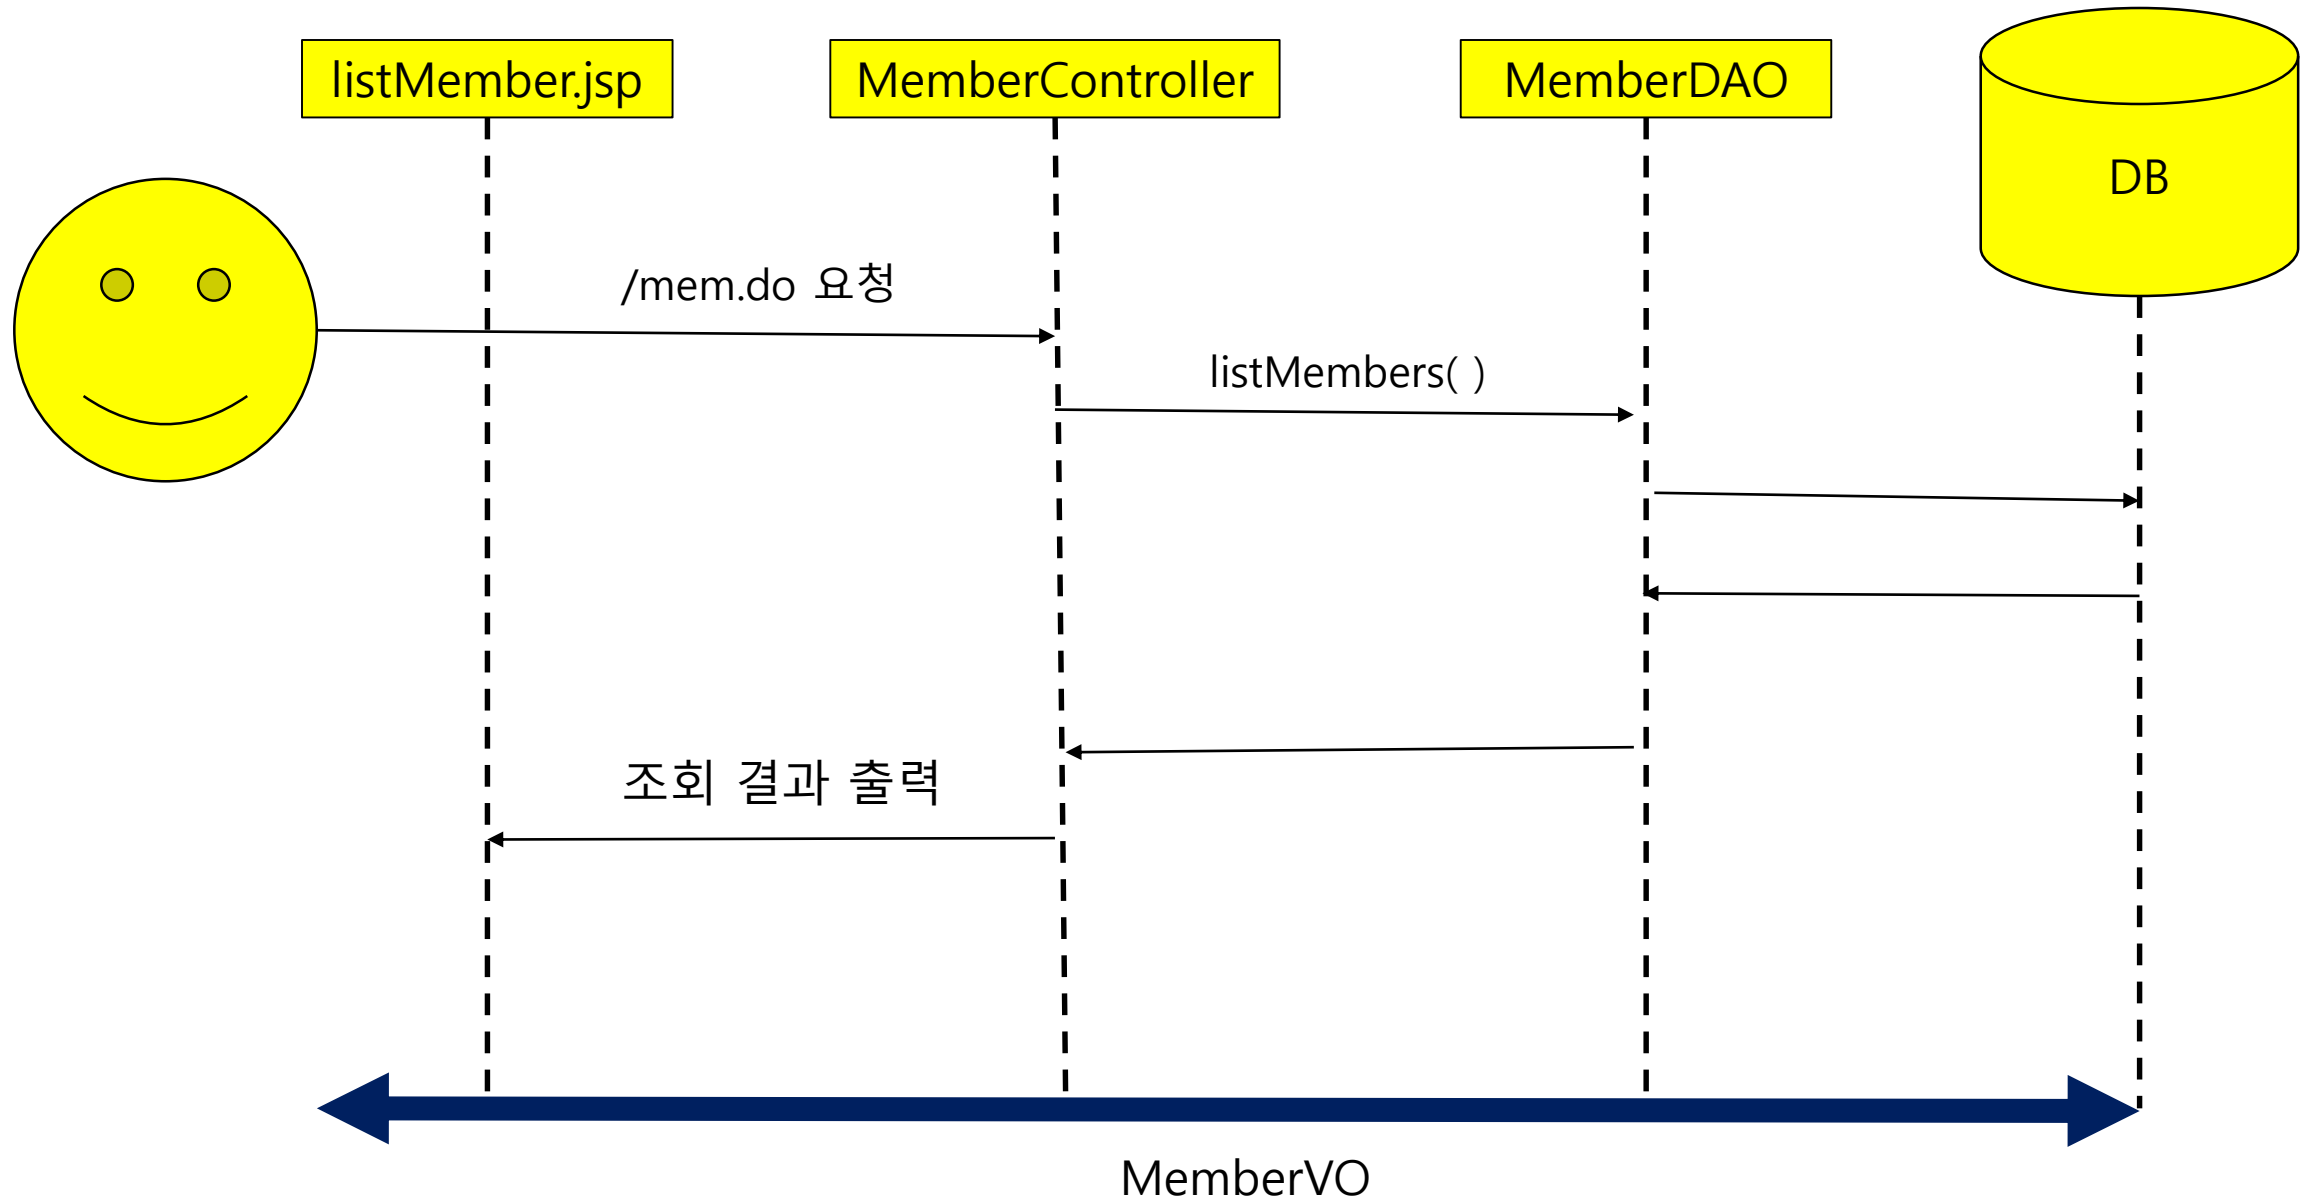 listMember.jsp
MemberController
MemberDAO
DB
/mem.do 요청
listMembers( )
조회 결과 출력
MemberVO